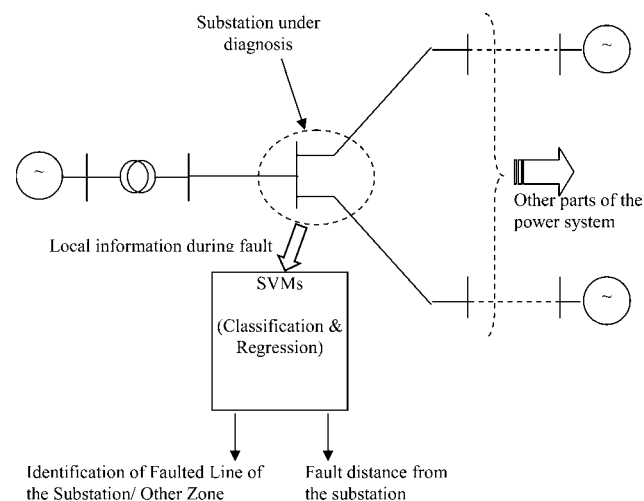 Substation under
diagnosis
~
~
Other parts of the
power system
Local information during fault
SVMs
(Classification &
Regression)
~
Identification of Faulted Line of
the Substation/ Other Zone
Fault distance from
the substation